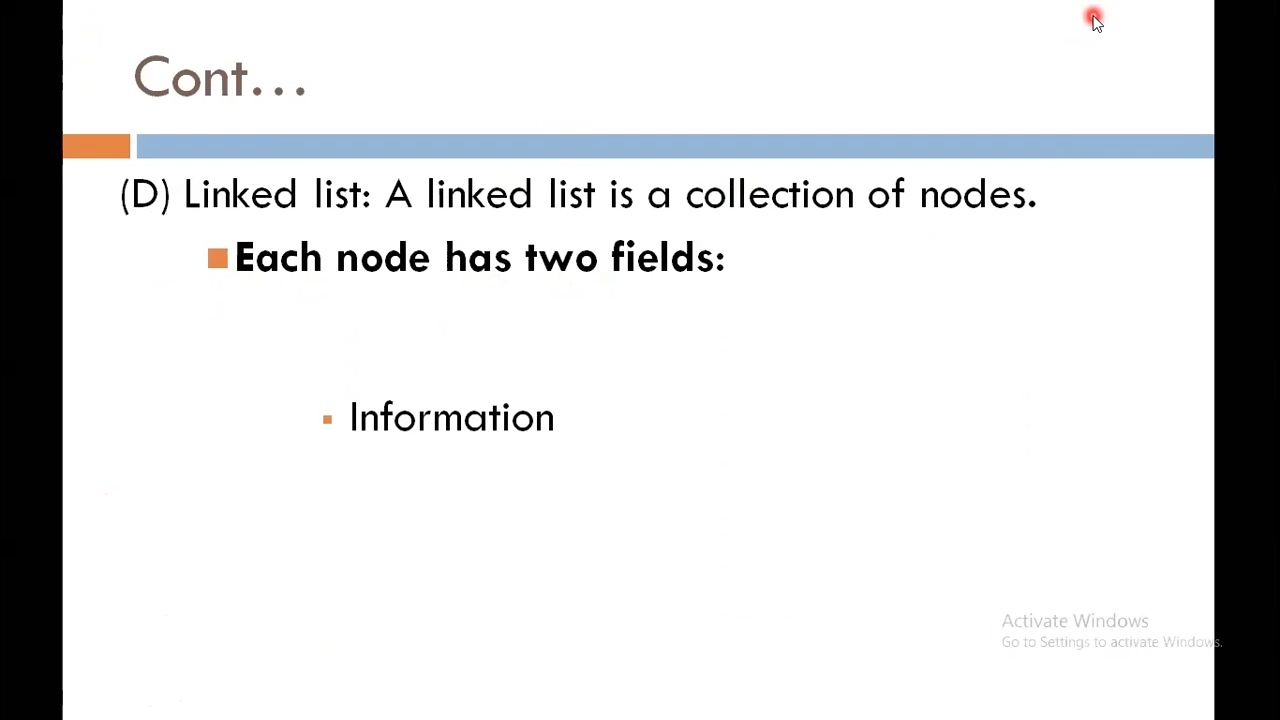 Cont...
(D) Linked list: A linked list is a collection of nodes.
Each node has two fields:
Information
Activate Windows
Go to Settings to activate Windows.